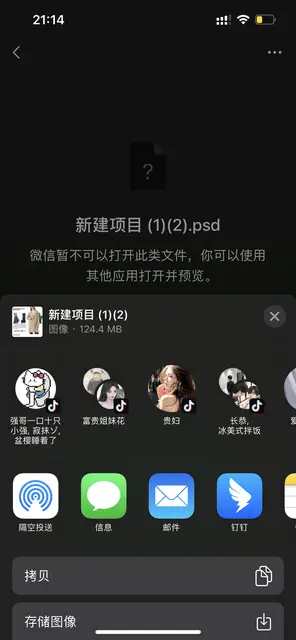 21:14
新建项目 (1)(2).psd
微信暂不可以打开此类文件，你可以使用
其他应用打开并预览。
新建项目 (1)(2)
图像 · 124.4 MB
强哥一口十只
小强, 寂抹ソ,
盆樱睡着了
富贵姐妹花
贵妇
长恭,
冰美式拌饭
隔空投送
信息
邮件
钉钉
拷贝
存储图像